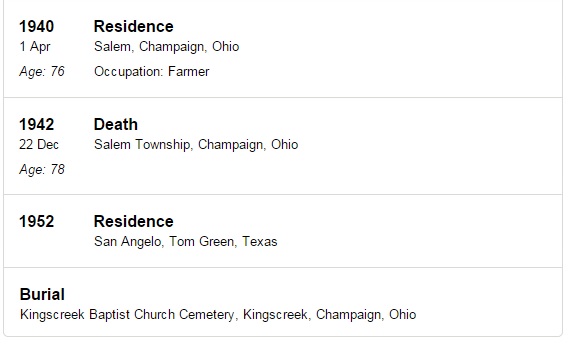 1940 Residence
1 Apr Salem, Champaign, Ohio
Age: 76 Occupation: Farmer
1942 Death
22 Dec Salem Township, Champaign, Ohio
Age: 78
1952 Residence
San Angelo, Tom Green, Texas
Burial
Kingscreek Baptist Church Cemetery, Kingscreek, Champaign, Ohio